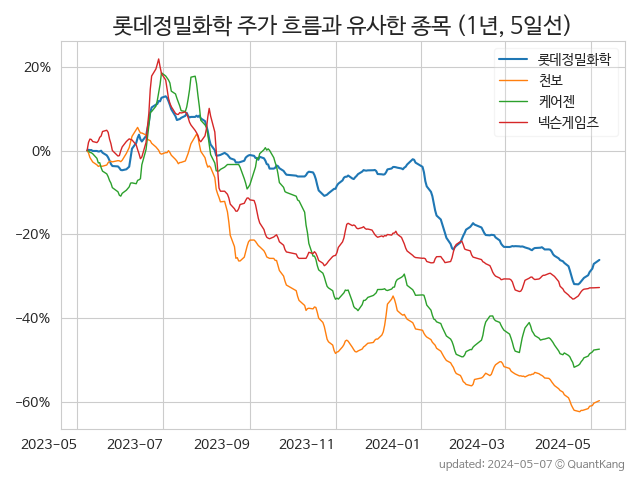 롯데정밀화학 주가 흐름과 유사한 종목 (1년, 5일선)
롯데정밀화학
천보
케어젠
넥슨게임즈
20%
0%
−20%
−40%
−60%
2023-05
2023-07
2023-09
2023-11
2024-01
2024-03
2024-05
updated: 2024-05-07 © QuantKang